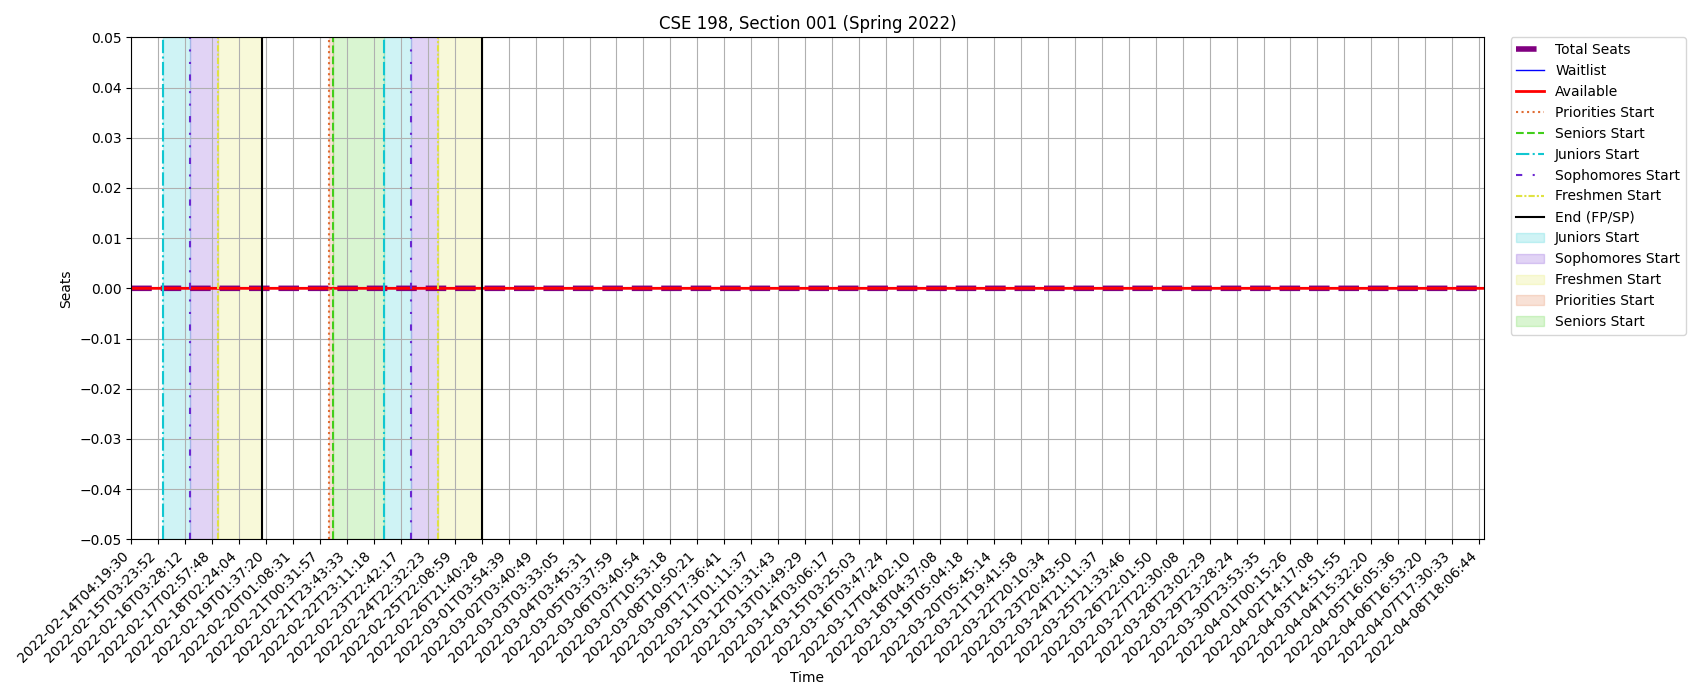 CSE 198, Section 001 (Spring 2022)
0.05
0.04
0.03
0.02
0.01
0.00
−0.01
−0.02
−0.03
−0.04
−0.05
Seats
2022-02-14T04:19:30
2022-02-15T03:23:52
2022-02-16T03:28:12
2022-02-17T02:57:48
2022-02-18T02:24:04
2022-02-19T01:37:20
2022-02-20T01:08:31
2022-02-21T00:31:57
2022-02-21T23:43:33
2022-02-22T23:11:18
2022-02-23T22:42:17
2022-02-24T22:32:23
2022-02-25T22:08:59
2022-02-26T21:40:28
2022-03-01T03:54:39
2022-03-02T03:40:49
2022-03-03T03:33:05
2022-03-04T03:45:31
2022-03-05T03:37:59
2022-03-06T03:40:54
2022-03-07T10:53:18
2022-03-08T18:50:21
2022-03-09T17:36:41
2022-03-11T01:11:37
2022-03-12T01:31:43
2022-03-13T01:49:29
2022-03-14T03:06:17
2022-03-15T03:25:03
2022-03-16T03:47:24
2022-03-17T04:02:10
2022-03-18T04:37:08
2022-03-19T05:04:18
2022-03-20T05:45:14
2022-03-21T19:41:58
2022-03-22T20:10:34
2022-03-23T20:43:50
2022-03-24T21:11:37
2022-03-25T21:33:46
2022-03-26T22:01:50
2022-03-27T22:30:08
2022-03-28T23:02:29
2022-03-29T23:28:24
2022-03-30T23:53:35
2022-04-01T00:15:26
2022-04-02T14:17:08
2022-04-03T14:51:55
2022-04-04T15:32:20
2022-04-05T16:05:36
2022-04-06T16:53:20
2022-04-07T17:30:33
2022-04-08T18:06:44
Time
Total Seats
Waitlist
Available
Priorities Start
Seniors Start
Juniors Start
Sophomores Start
Freshmen Start
End (FP/SP)
Juniors Start
Sophomores Start
Freshmen Start
Priorities Start
Seniors Start